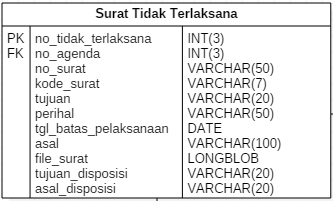 Surat Tidak Terlaksana
PK no_tidak_terlaksana INT(3)
FK no_agenda INT(3)
no_surat VARCHAR(50)
kode_surat VARCHAR(7)
tujuan VARCHAR(20)
perihal VARCHAR(50)
tgl_batas_pelaksanaan DATE
asal VARCHAR(100)
file_surat LONGBLOB
tujuan_disposisi VARCHAR(20)
asal_disposisi VARCHAR(20)